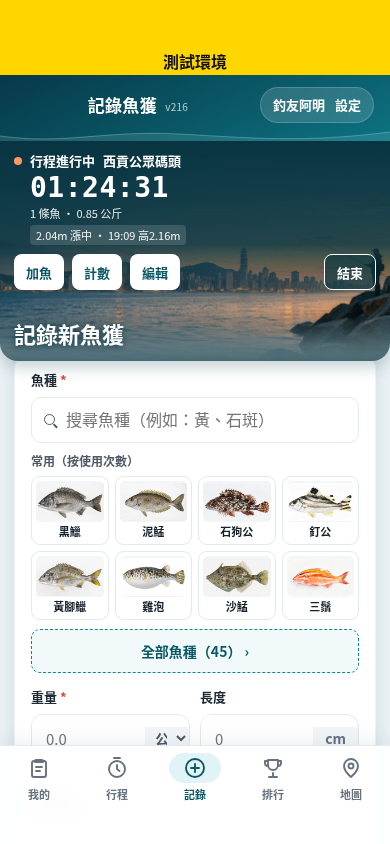 測試環境
記錄魚獲 v216
釣友阿明 設定
行程進行中 西貢公眾碼頭
01:24:31
1 條魚 · 0.85 公斤
2.04m 漲中 · 19:09 高2.16m
加魚 計數 編輯 結束
記錄新魚獲
魚種 *
搜尋魚種（例如：黃、石斑）
常用（按使用次數）
黑鱲 泥鯭 石狗公 釘公
黃腳鱲 雞泡 沙鯭 三鬚
全部魚種（45） ›
重量 * 長度
0.0 公 0 cm
我的 行程 記錄 排行 地圖